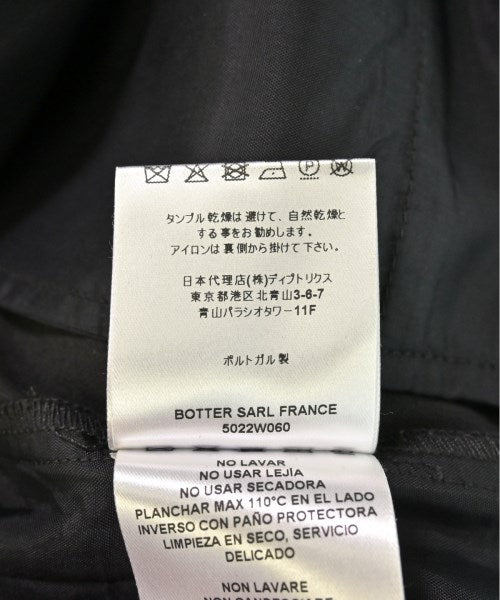 タンブル乾燥は避けて、自然乾燥と
する事をお勧めします。
アイロンは裏側から掛けて下さい。
日本代理店(株)ディプトリクス
東京都港区北青山3-6-7
青山パラシオタワー11F
ポルトガル製
BOTTER SARL FRANCE
5022W060
NO LAVAR
NO USAR LEJÍA
NO USAR SECADORA
PLANCHAR MAX 110°C EN EL LADO
INVERSO CON PAÑO PROTECTORA
LIMPIEZA EN SECO, SERVICIO
DELICADO
NON LAVARE